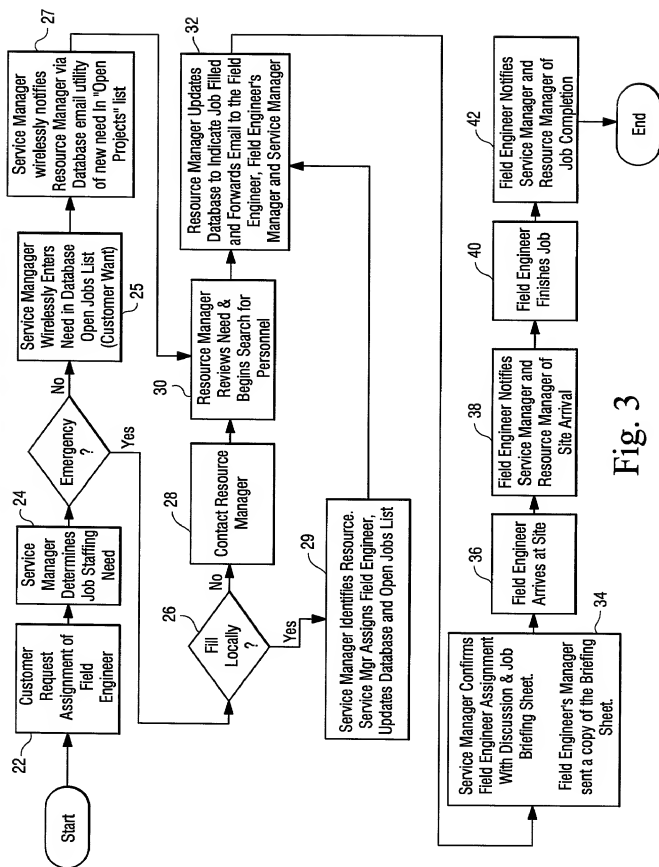 Start
22
Customer
Request
Assignment of
Field
Engineer
24
Service
Manager
Determines
Job Staffing
Need
Emergency
?
No
Yes
Service Mangager
Wirelessly Enters
Need in Database
Open Jobs List
(Customer Want)
25
27
Service Manager
wirelessly notifies
Resource Manager via
Database email utility
of new need In "Open
Projects" list
26
Fill
Locally
?
No
Yes
28
Contact Resource
Manager
30
Resource Manager
Reviews Need &
Begins Search for
Personnel
32
Resource Manager Updates
Database to Indicate Job Filled
and Forwards Email to the Field
Engineer, Field Engineer's
Manager and Service Manager
29
Service Manager Identifies Resource.
Service Mgr Assigns Field Engineer,
Updates Database and Open Jobs List
Service Manager Confirms
Field Engineer Assignment
With Discussion & Job
Briefing Sheet.
Field Engineer's Manager
sent a copy of the Briefing
Sheet.
34
36
Field Engineer
Arrives at Site
38
Field Engineer Notifies
Service Manager and
Resource Manager of
Site Arrival
40
Field Engineer
Finishes Job
42
Field Engineer Notifies
Service Manager and
Resource Manager of
Job Completion
End
Fig. 3